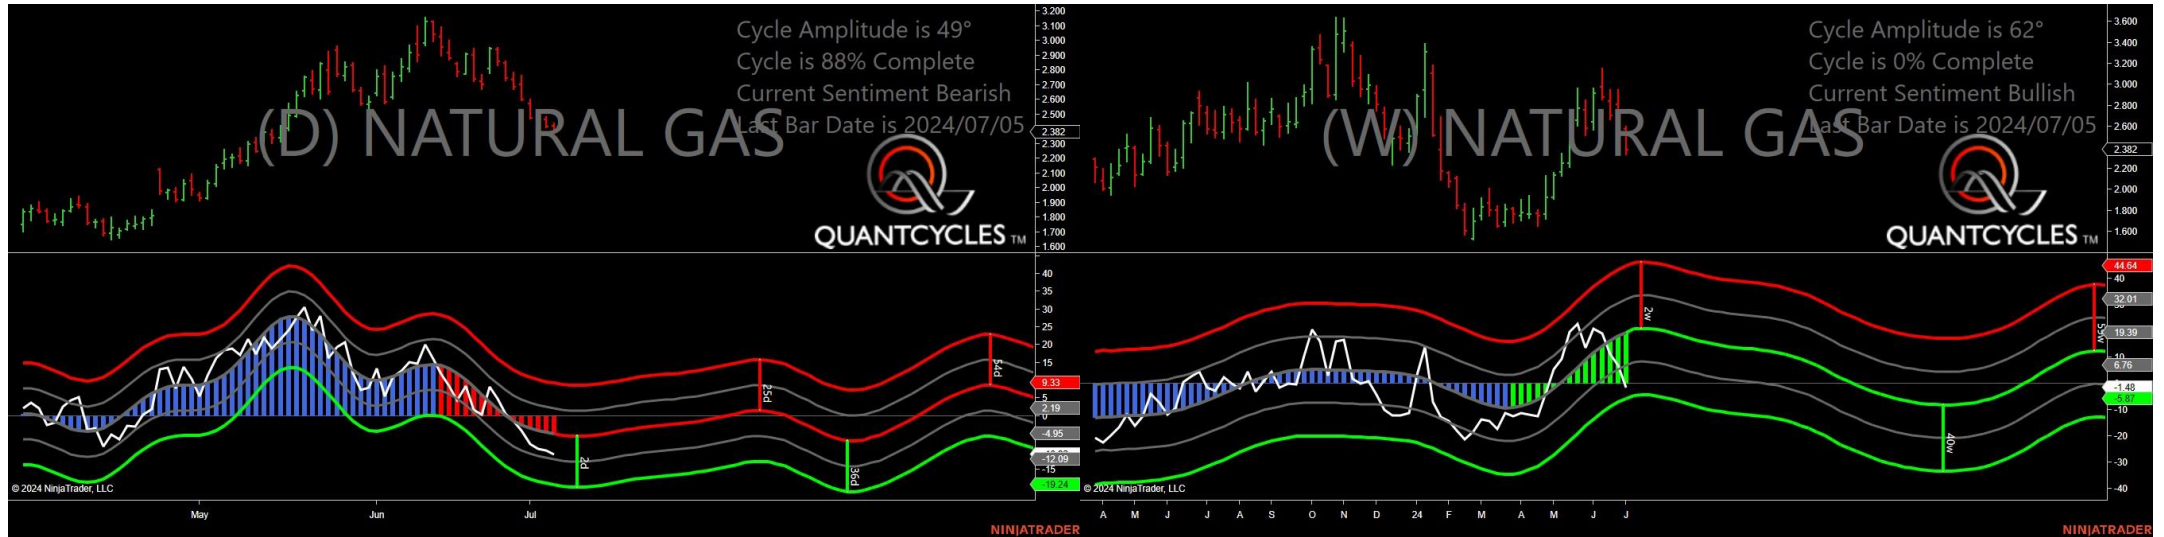 Cycle Amplitude is 49°
Cycle is 88% Complete
Current Sentiment Bearish
Last Bar Date is 2024/07/05
(D) NATURAL GAS
QUANTCYCLES TM
3.200
3.100
3.000
2.900
2.800
2.700
2.600
2.500
2.382
2.300
2.200
2.100
2.000
1.900
1.800
1.700
1.600
40
35
30
25
20
15
9.33
5
2.19
0
-4.95
-12.09
-15
-19.24
2d
25d
36d
54d
© 2024 NinjaTrader, LLC
May
Jun
Jul
NINJATRADER
Cycle Amplitude is 62°
Cycle is 0% Complete
Current Sentiment Bullish
Last Bar Date is 2024/07/05
(W) NATURAL GAS
QUANTCYCLES TM
3.600
3.400
3.200
3.000
2.800
2.600
2.382
2.200
2.000
1.800
1.600
44.64
40
32.01
19.39
10
6.76
-1.48
-5.87
-10
-20
-30
-40
2w
40w
© 2024 NinjaTrader, LLC
A M J J A S O N D 24 F M A M J J
NINJATRADER